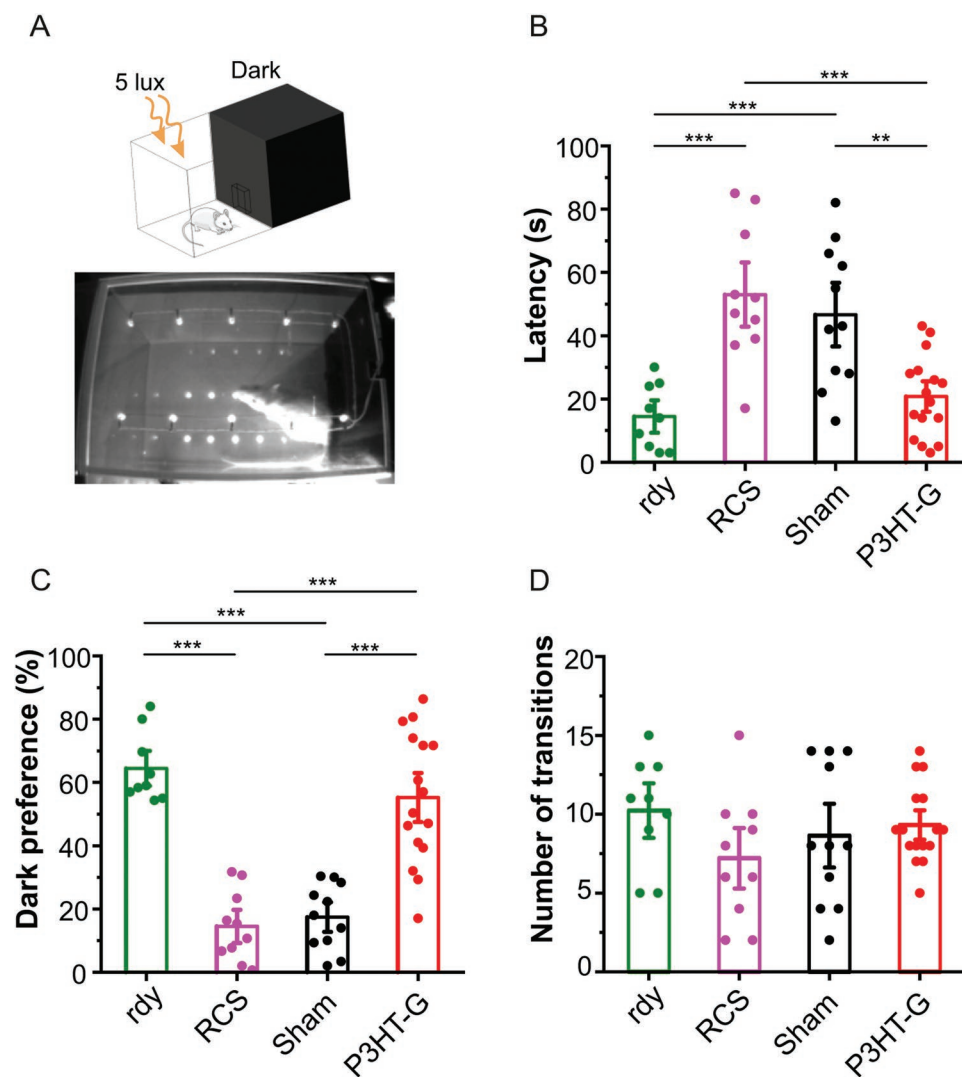 A
5 lux
Dark
B
***
***
***
**
Latency (s)
100
80
60
40
20
0
rdy
RCS
Sham
P3HT-G
C
***
***
***
***
Dark preference (%)
100
80
60
40
20
0
rdy
RCS
Sham
P3HT-G
D
Number of transitions
20
15
10
5
0
rdy
RCS
Sham
P3HT-G